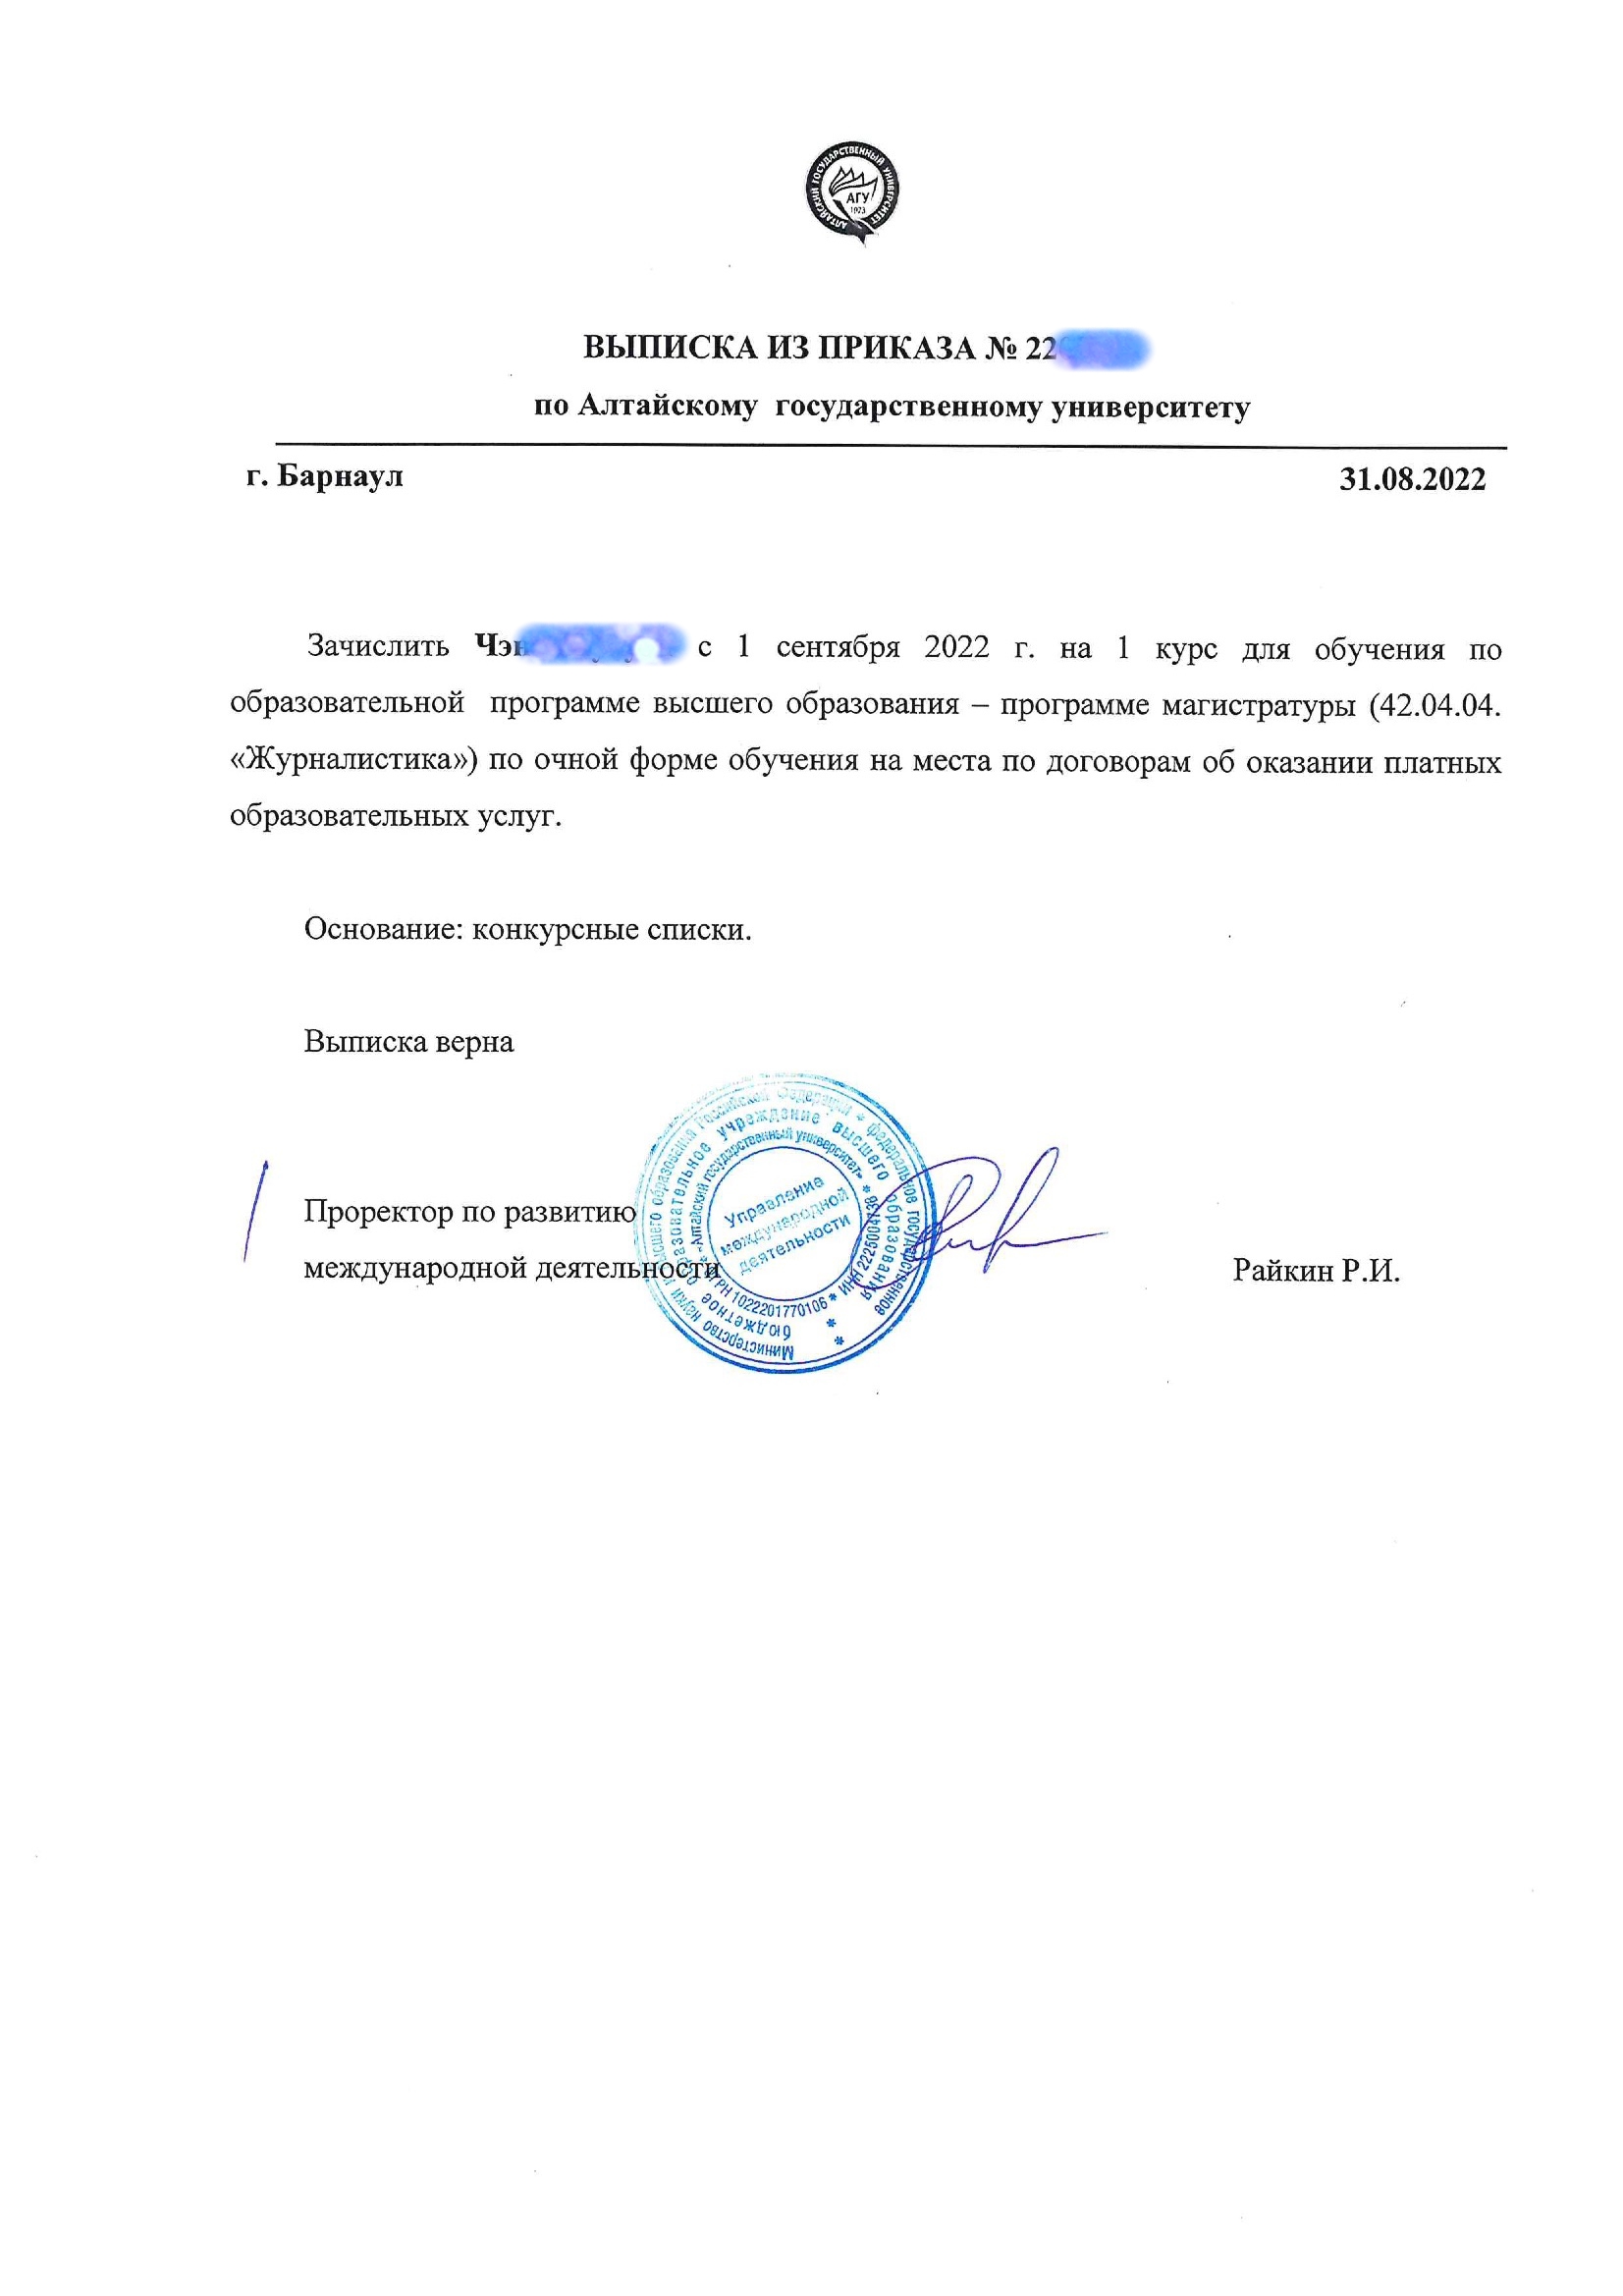 АЛТАЙСКИЙ ГОСУДАРСТВЕННЫЙ УНИВЕРСИТЕТ
АГУ
1973
ВЫПИСКА ИЗ ПРИКАЗА № 22
по Алтайскому государственному университету
г. Барнаул 31.08.2022
Зачислить Чэн с 1 сентября 2022 г. на 1 курс для обучения по
образовательной программе высшего образования – программе магистратуры (42.04.04.
«Журналистика») по очной форме обучения на места по договорам об оказании платных
образовательных услуг.
Основание: конкурсные списки.
Выписка верна
Проректор по развитию
международной деятельности Райкин Р.И.
Министерство науки и высшего образования Российской Федерации * федеральное государственное
бюджетное образовательное учреждение высшего образования *
* «Алтайский государственный университет» * ИНН 2225004738 * ОГРН 1022201770106
Управление
международной
деятельности